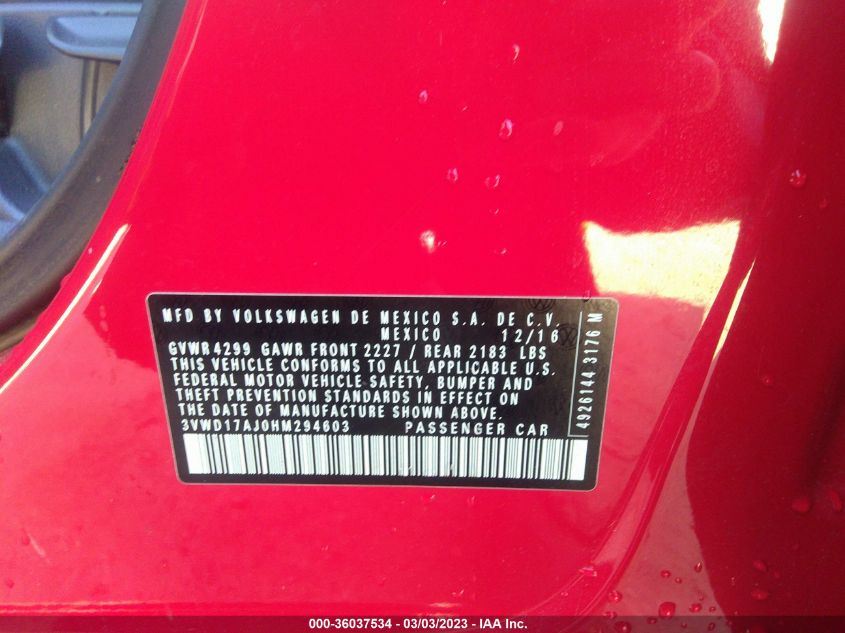 MFD BY VOLKSWAGEN DE MEXICO S.A. DE C.V.
MEXICO 12/16
GVWR 4299 GAWR FRONT 2227 / REAR 2183 LBS
THIS VEHICLE CONFORMS TO ALL APPLICABLE U.S.
FEDERAL MOTOR VEHICLE SAFETY, BUMPER AND
THEFT PREVENTION STANDARDS IN EFFECT ON
THE DATE OF MANUFACTURE SHOWN ABOVE.
3VWD17AJ0HM294603 PASSENGER CAR
4926144 3176 M
000-36037534 - 03/03/2023 - IAA Inc.